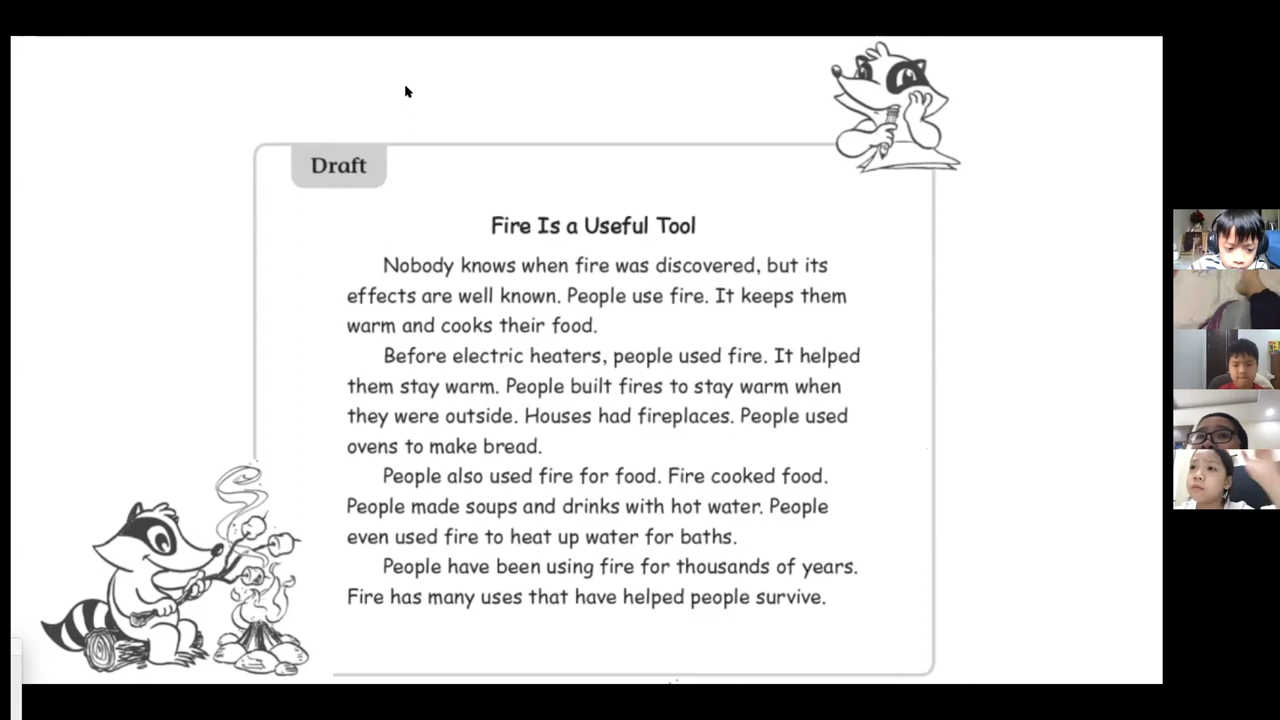 Draft
Fire Is a Useful Tool
Nobody knows when fire was discovered, but its
effects are well known. People use fire. It keeps them
warm and cooks their food.
Before electric heaters, people used fire. It helped
them stay warm. People built fires to stay warm when
they were outside. Houses had fireplaces. People used
ovens to make bread.
People also used fire for food. Fire cooked food.
People made soups and drinks with hot water. People
even used fire to heat up water for baths.
People have been using fire for thousands of years.
Fire has many uses that have helped people survive.